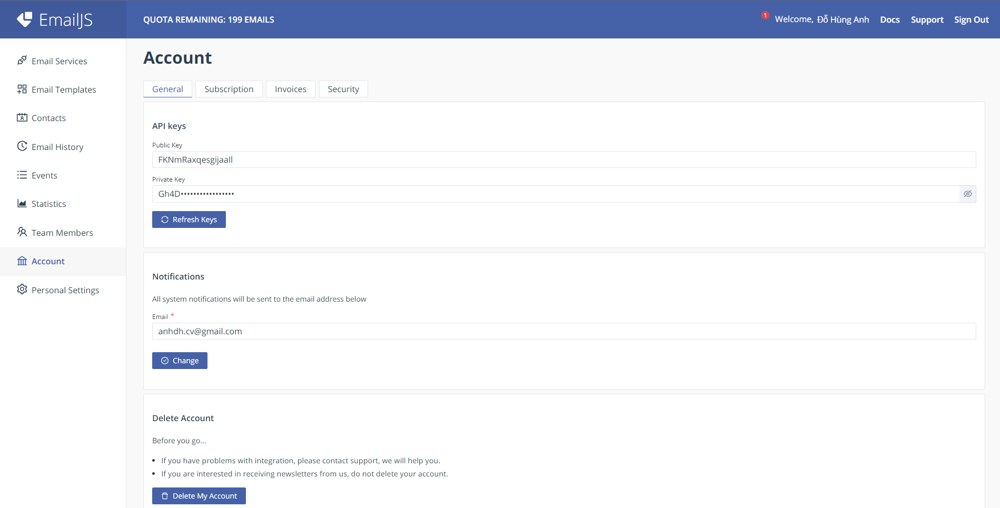 EmailJS
QUOTA REMAINING: 199 EMAILS
1
Welcome, Đỗ Hùng Anh
Docs
Support
Sign Out
Email Services
Email Templates
Contacts
Email History
Events
Statistics
Team Members
Account
Personal Settings
Account
General
Subscription
Invoices
Security
API keys
Public Key
FKNmRaxqesgijaaIl
Private Key
Gh4D•••••••••••••••••
Refresh Keys
Notifications
All system notifications will be sent to the email address below
Email *
anhdh.cv@gmail.com
Change
Delete Account
Before you go...
• If you have problems with integration, please contact support, we will help you.
• If you are interested in receiving newsletters from us, do not delete your account.
Delete My Account